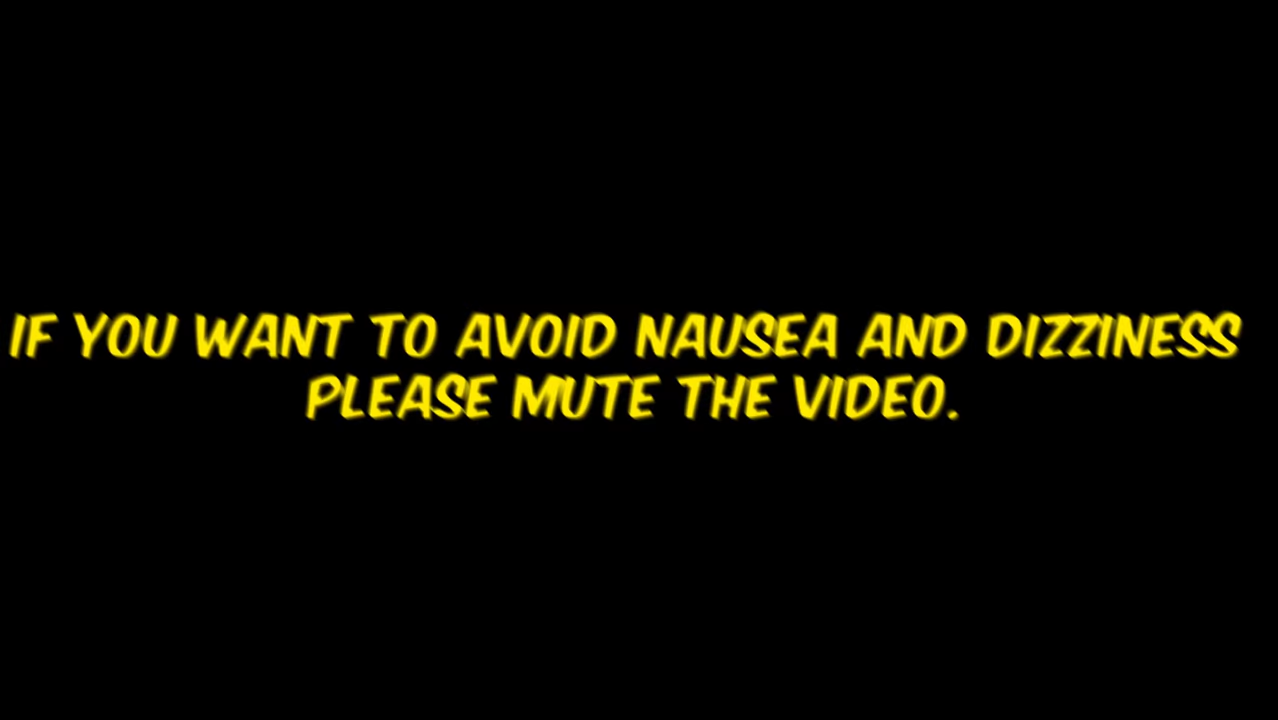 IF YOU WANT TO AVOID NAUSEA AND DIZZINESS
PLEASE MUTE THE VIDEO.